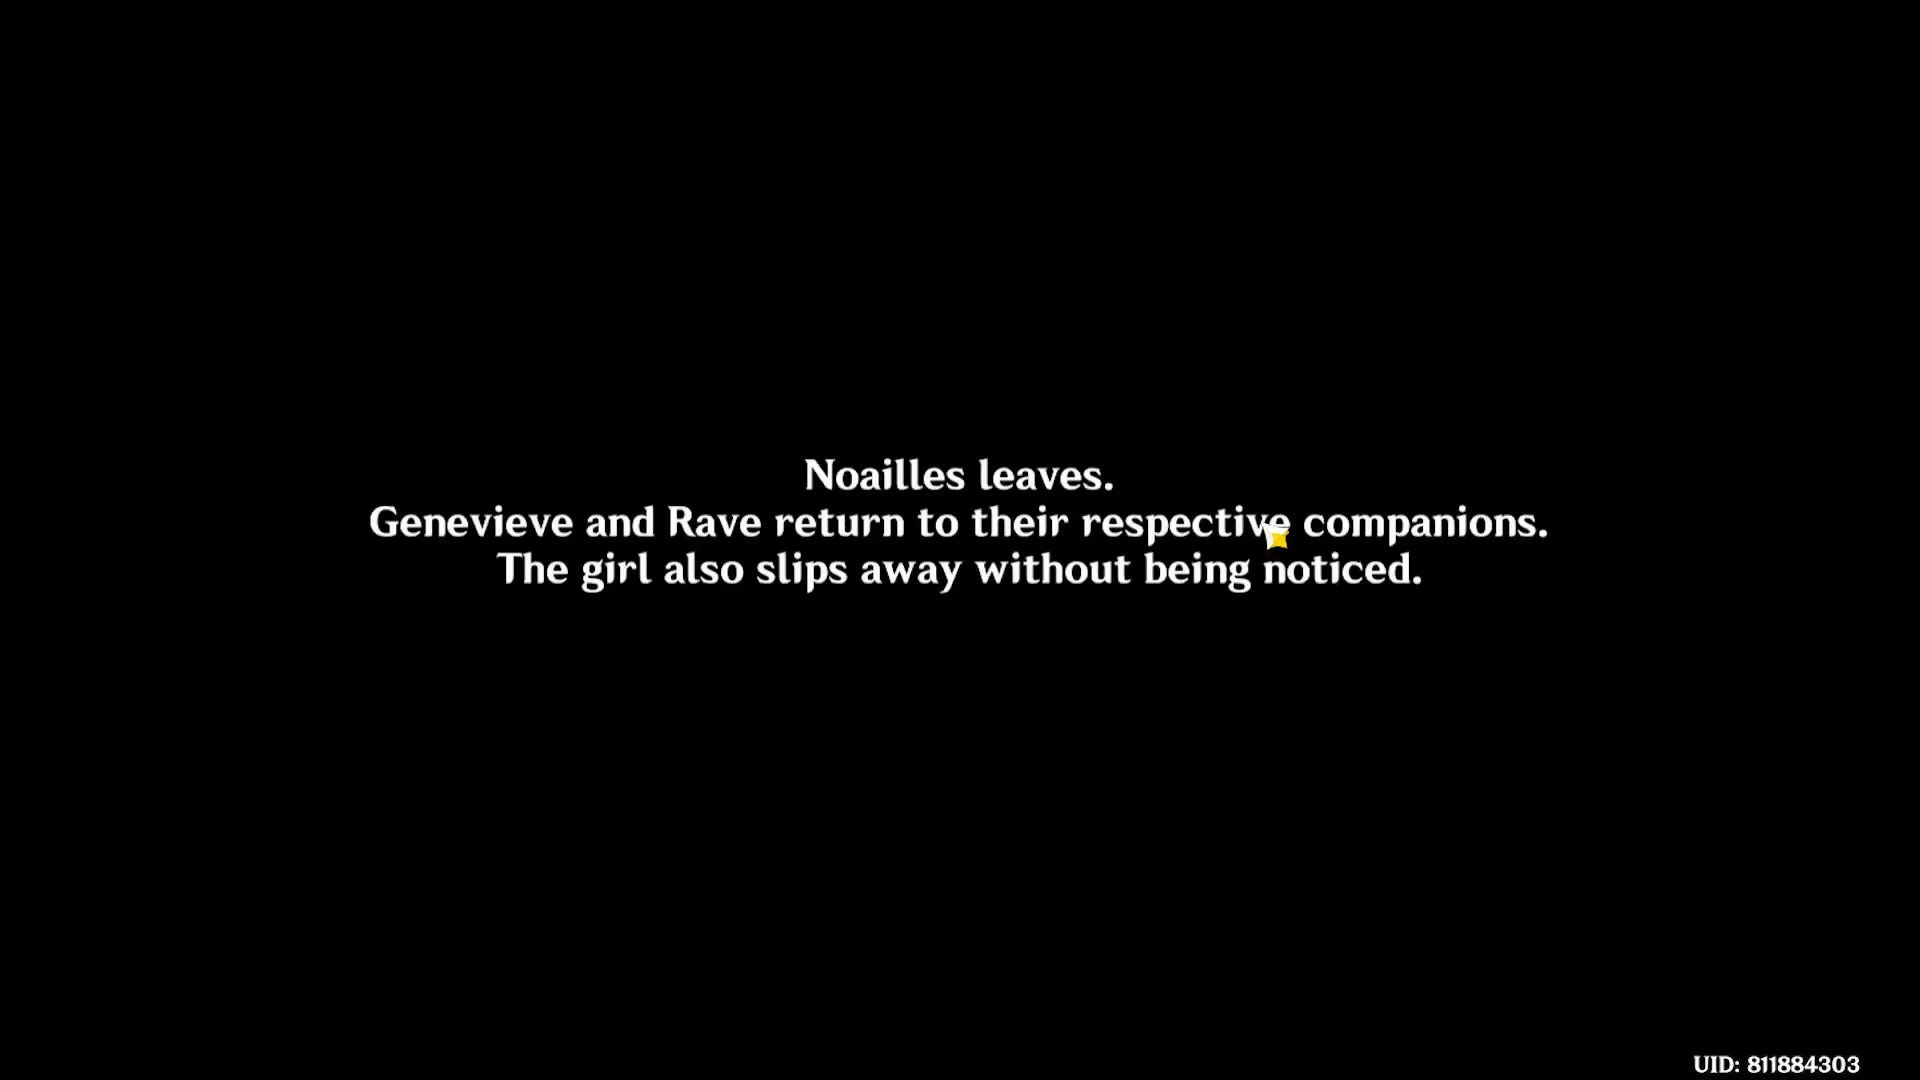 Noailles leaves.
Genevieve and Rave return to their respective companions.
The girl also slips away without being noticed.
UID: 811884303